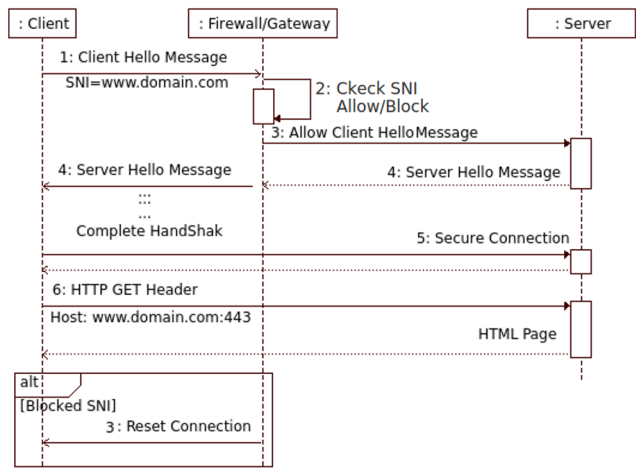 : Client
: Firewall/Gateway
: Server
1: Client Hello Message
SNI=www.domain.com
2: Ckeck SNI
Allow/Block
3: Allow Client HelloMessage
4: Server Hello Message
4: Server Hello Message
:::
...
Complete HandShak
5: Secure Connection
6: HTTP GET Header
Host: www.domain.com:443
HTML Page
alt
[Blocked SNI]
3 : Reset Connection